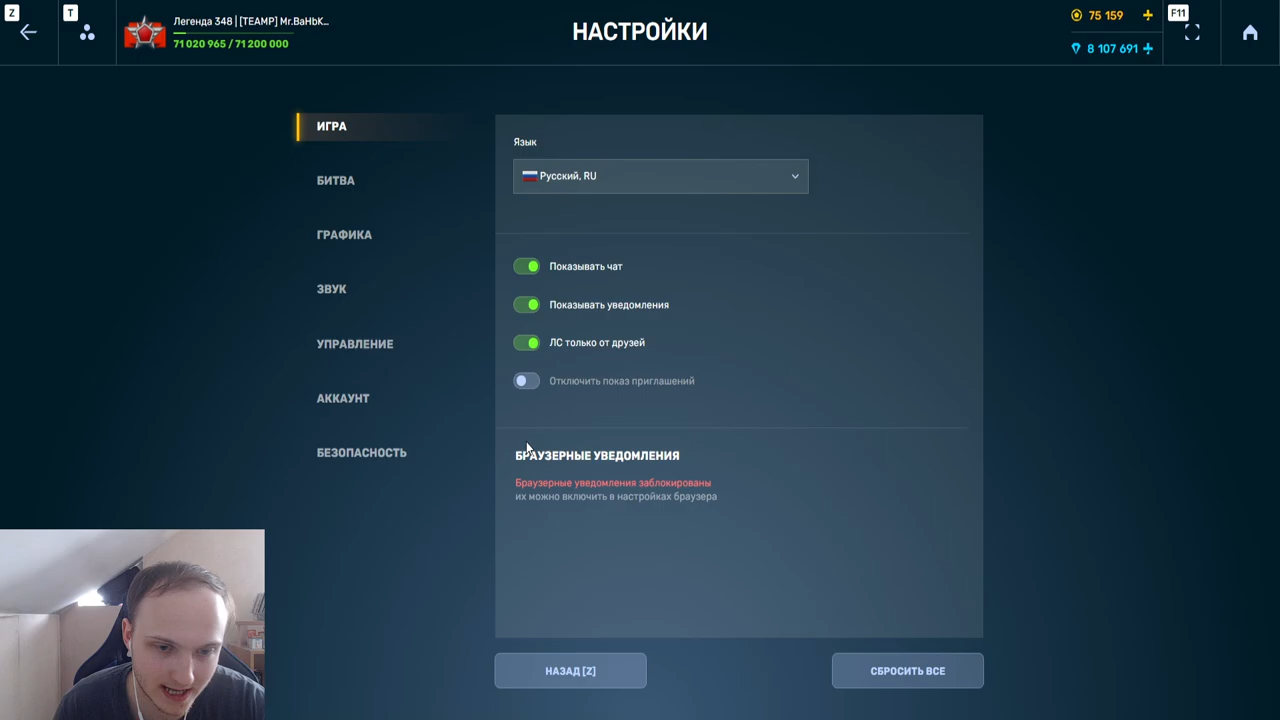 Z
T
Легенда 348 | [TEAMP] Mr.BaHbK...
71 020 965 / 71 200 000
НАСТРОЙКИ
75 159
8 107 691
F11
ИГРА
БИТВА
ГРАФИКА
ЗВУК
УПРАВЛЕНИЕ
АККАУНТ
БЕЗОПАСНОСТЬ
Язык
Русский, RU
Показывать чат
Показывать уведомления
ЛС только от друзей
Отключить показ приглашений
БРАУЗЕРНЫЕ УВЕДОМЛЕНИЯ
Браузерные уведомления заблокированы
их можно включить в настройках браузера
НАЗАД [Z]
СБРОСИТЬ ВСЕ